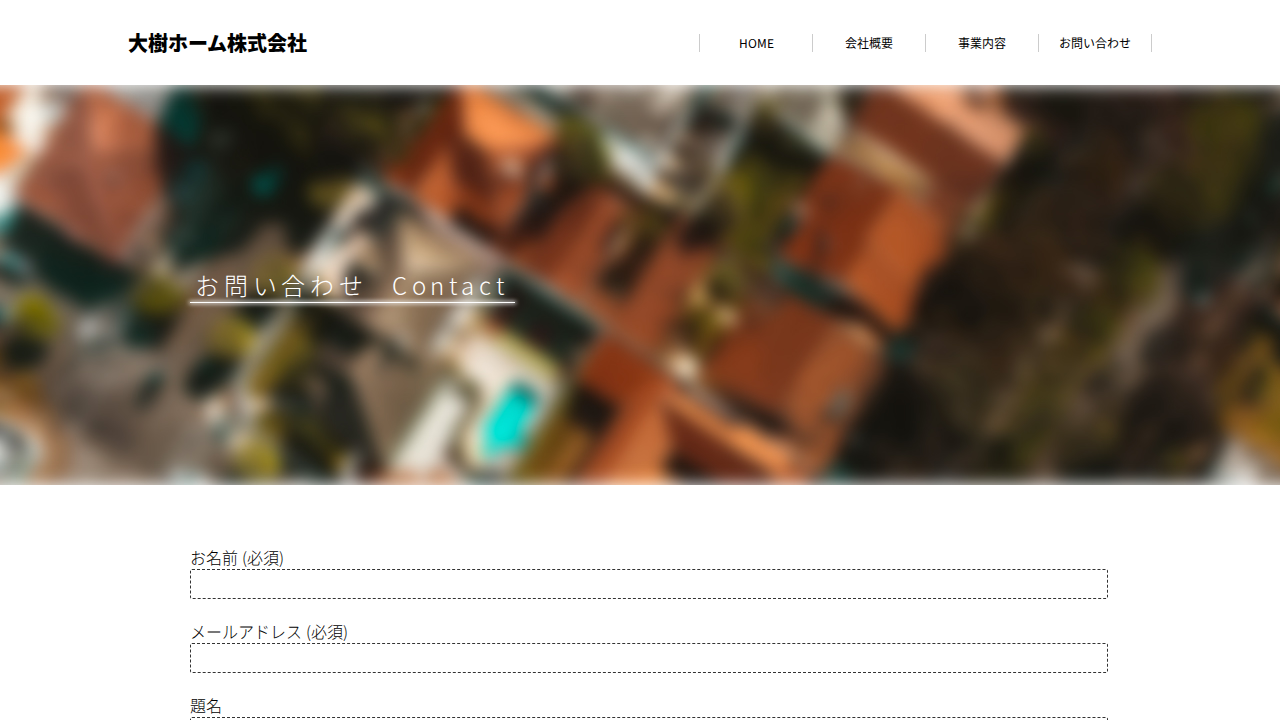 大樹ホーム株式会社
HOME 会社概要 事業内容 お問い合わせ
お問い合わせ Contact
お名前 (必須)
メールアドレス (必須)
題名